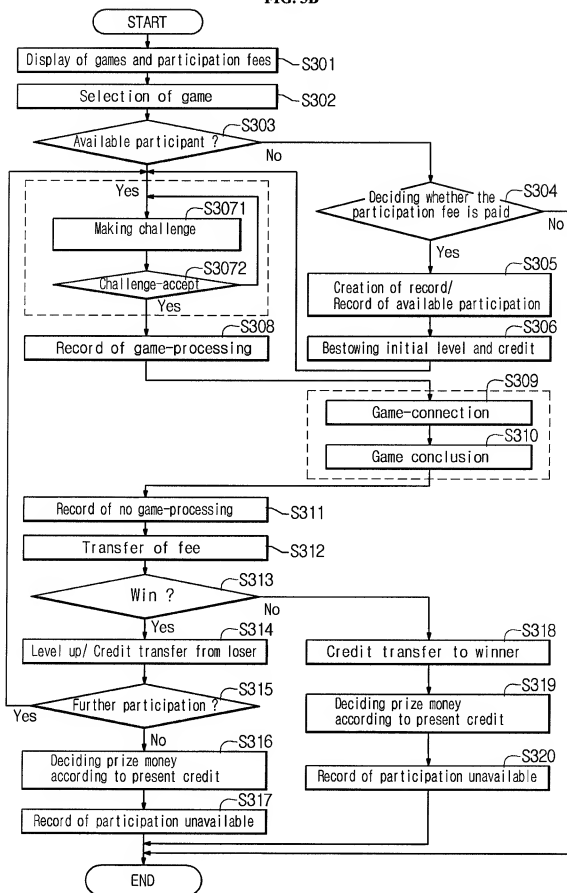 FIG. 3B
START
Display of games and participation fees
S301
Selection of game
S302
S303
Available participant ?
No
Yes
S304
Deciding whether the
participation fee is paid
No
Yes
S3071
Making challenge
S3072
Challenge-accept
Yes
S305
Creation of record/
Record of available participation
S306
Bestowing initial level and credit
S308
Record of game-processing
S309
Game-connection
S310
Game conclusion
Record of no game-processing
S311
Transfer of fee
S312
S313
Win ?
No
Yes
S314
Level up/ Credit transfer from loser
S318
Credit transfer to winner
S315
Further participation ?
Yes
No
S319
Deciding prize money
according to present credit
S316
Deciding prize money
according to present credit
S320
Record of participation unavailable
S317
Record of participation unavailable
END